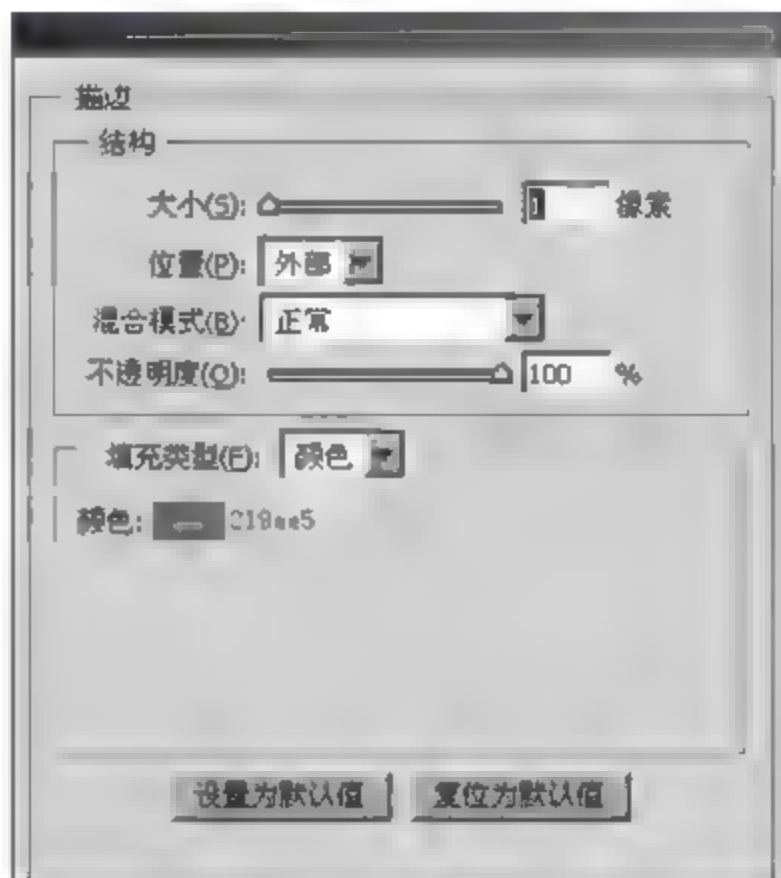 描边
结构
大小(S): 1 像素
位置(P): 外部
混合模式(B): 正常
不透明度(O): 100 %
填充类型(F): 颜色
颜色: 219ee5
设置为默认值 复位为默认值